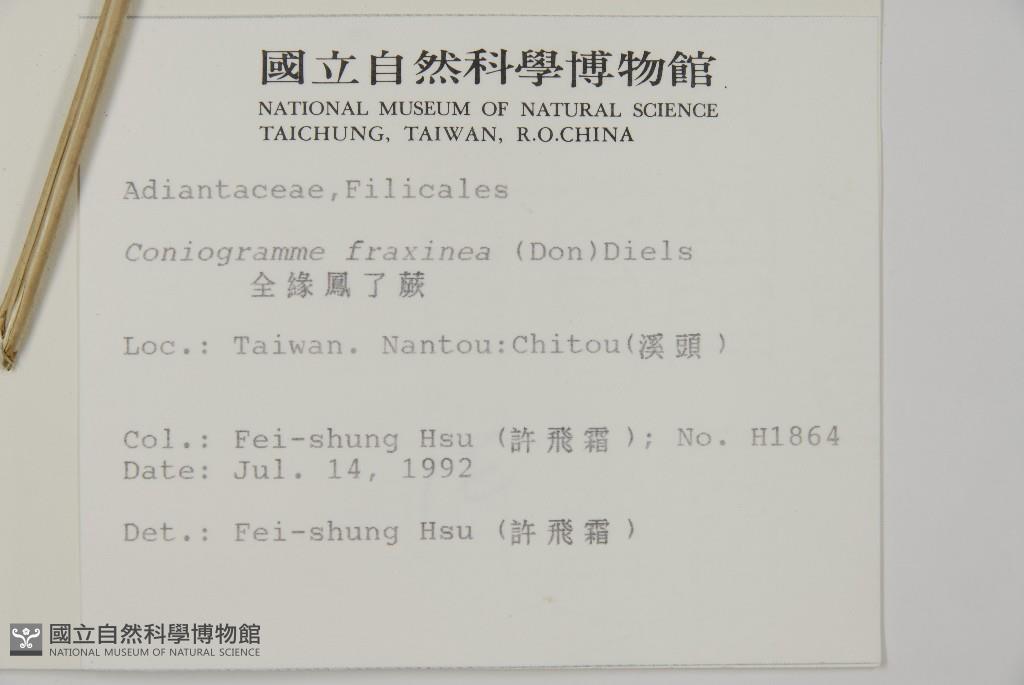 國立自然科學博物館
NATIONAL MUSEUM OF NATURAL SCIENCE
TAICHUNG, TAIWAN, R.O.CHINA
Adiantaceae,Filicales
Coniogramme fraxinea (Don)Diels
全緣鳳了蕨
Loc.: Taiwan. Nantou:Chitou(溪頭)
Col.: Fei-shung Hsu (許飛霜); No. H1864
Date: Jul. 14, 1992
Det.: Fei-shung Hsu (許飛霜)
國立自然科學博物館
NATIONAL MUSEUM OF NATURAL SCIENCE